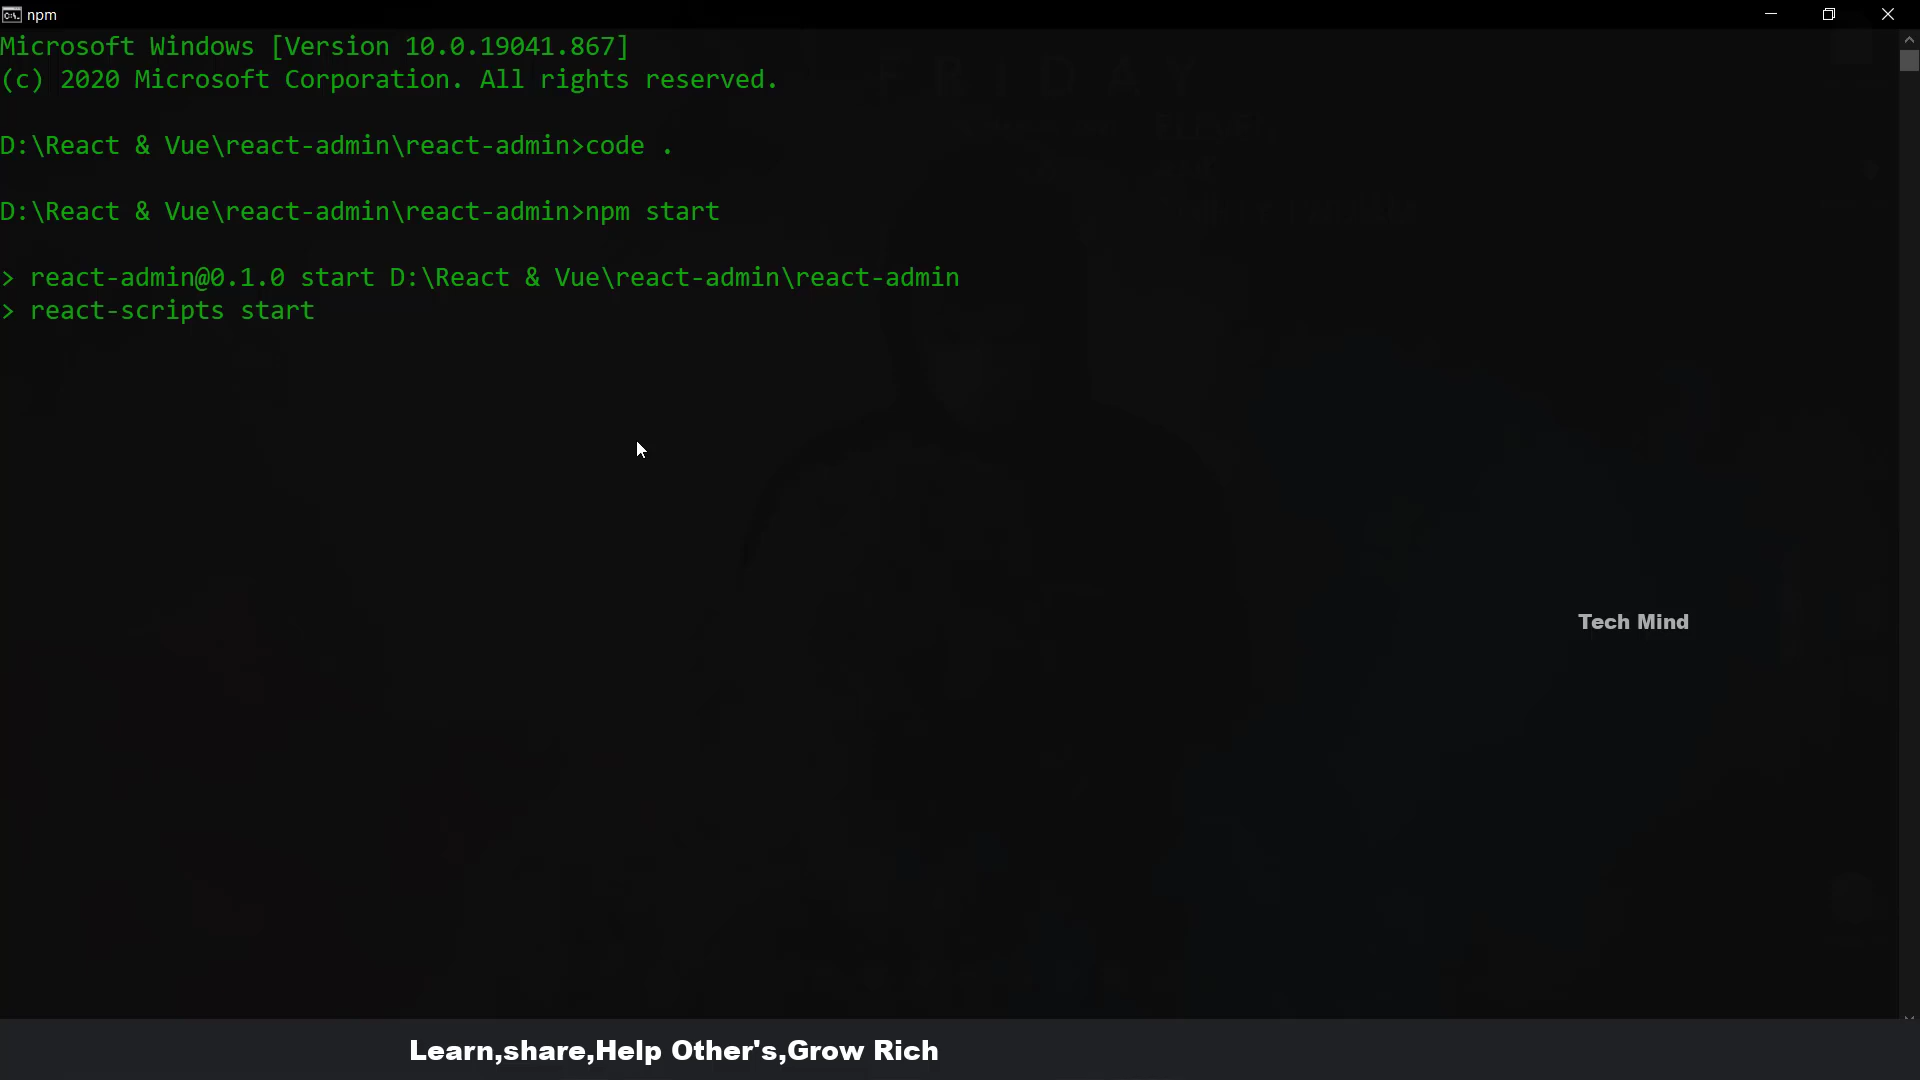 npm
Microsoft Windows [Version 10.0.19041.867]
(c) 2020 Microsoft Corporation. All rights reserved.
FRIDAY
D:\React & Vue\react-admin\react-admin>code .
D:\React & Vue\react-admin\react-admin>npm start
> react-admin@0.1.0 start D:\React & Vue\react-admin\react-admin
> react-scripts start
Tech Mind
Learn,share,Help Other's,Grow Rich